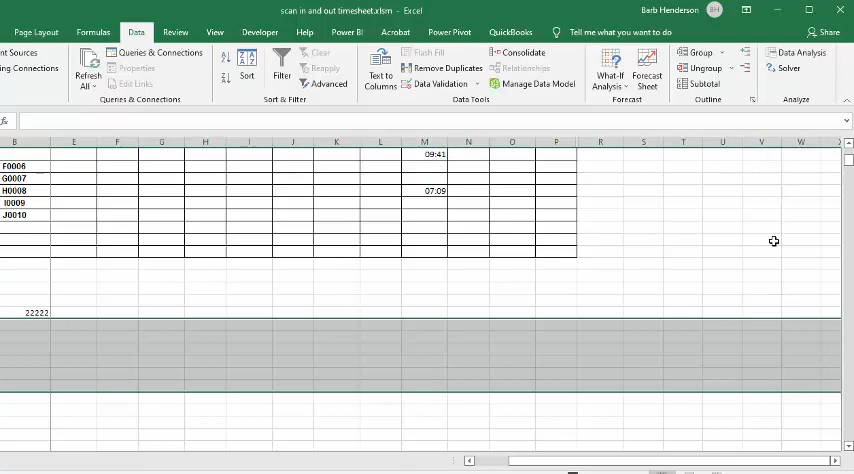 scan in and out timesheet.xlsm - Excel
Barb Henderson BH
Page Layout Formulas Data Review View Developer Help Power BI Acrobat Power Pivot QuickBooks Tell me what you want to do Share
nt Sources
ing Connections
Refresh
All
Queries & Connections
Properties
Edit Links
Queries & Connections
Sort
Filter
Clear
Reapply
Advanced
Sort & Filter
Text to
Columns
Flash Fill
Remove Duplicates
Data Validation
Consolidate
Relationships
Manage Data Model
Data Tools
What-If
Analysis
Forecast
Sheet
Forecast
Group
Ungroup
Subtotal
Outline
Data Analysis
Solver
Analyze
fx
B E F G H I J K L M N O P R S T U V W
09:41
F0006
G0007
H0008 07:09
I0009
J0010
22222